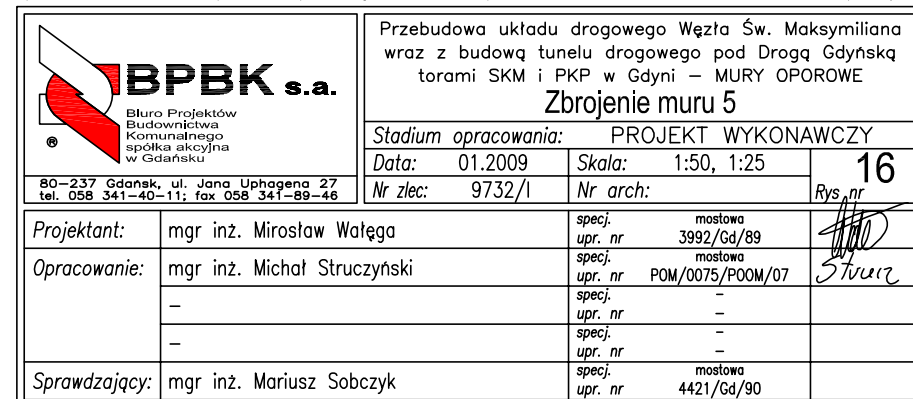 BPBK s.a.
Biuro Projektów
Budownictwa
Komunalnego
spółka akcyjna
w Gdańsku
®
80-237 Gdańsk, ul. Jana Uphagena 27
tel. 058 341-40-11; fax 058 341-89-46
Przebudowa układu drogowego Węzła Św. Maksymiliana
wraz z budową tunelu drogowego pod Drogą Gdyńską
torami SKM i PKP w Gdyni – MURY OPOROWE
Zbrojenie muru 5
Stadium opracowania: PROJEKT WYKONAWCZY
Data: 01.2009 Skala: 1:50, 1:25
Nr zlec: 9732/I Nr arch: Rys nr 16
Projektant: mgr inż. Mirosław Wałęga specj. mostowa
upr. nr 3992/Gd/89
Opracowanie: mgr inż. Michał Struczyński specj. mostowa
upr. nr POM/0075/POOM/07
Strucz
– specj. –
upr. nr –
– specj. –
upr. nr –
Sprawdzający: mgr inż. Mariusz Sobczyk specj. mostowa
upr. nr 4421/Gd/90